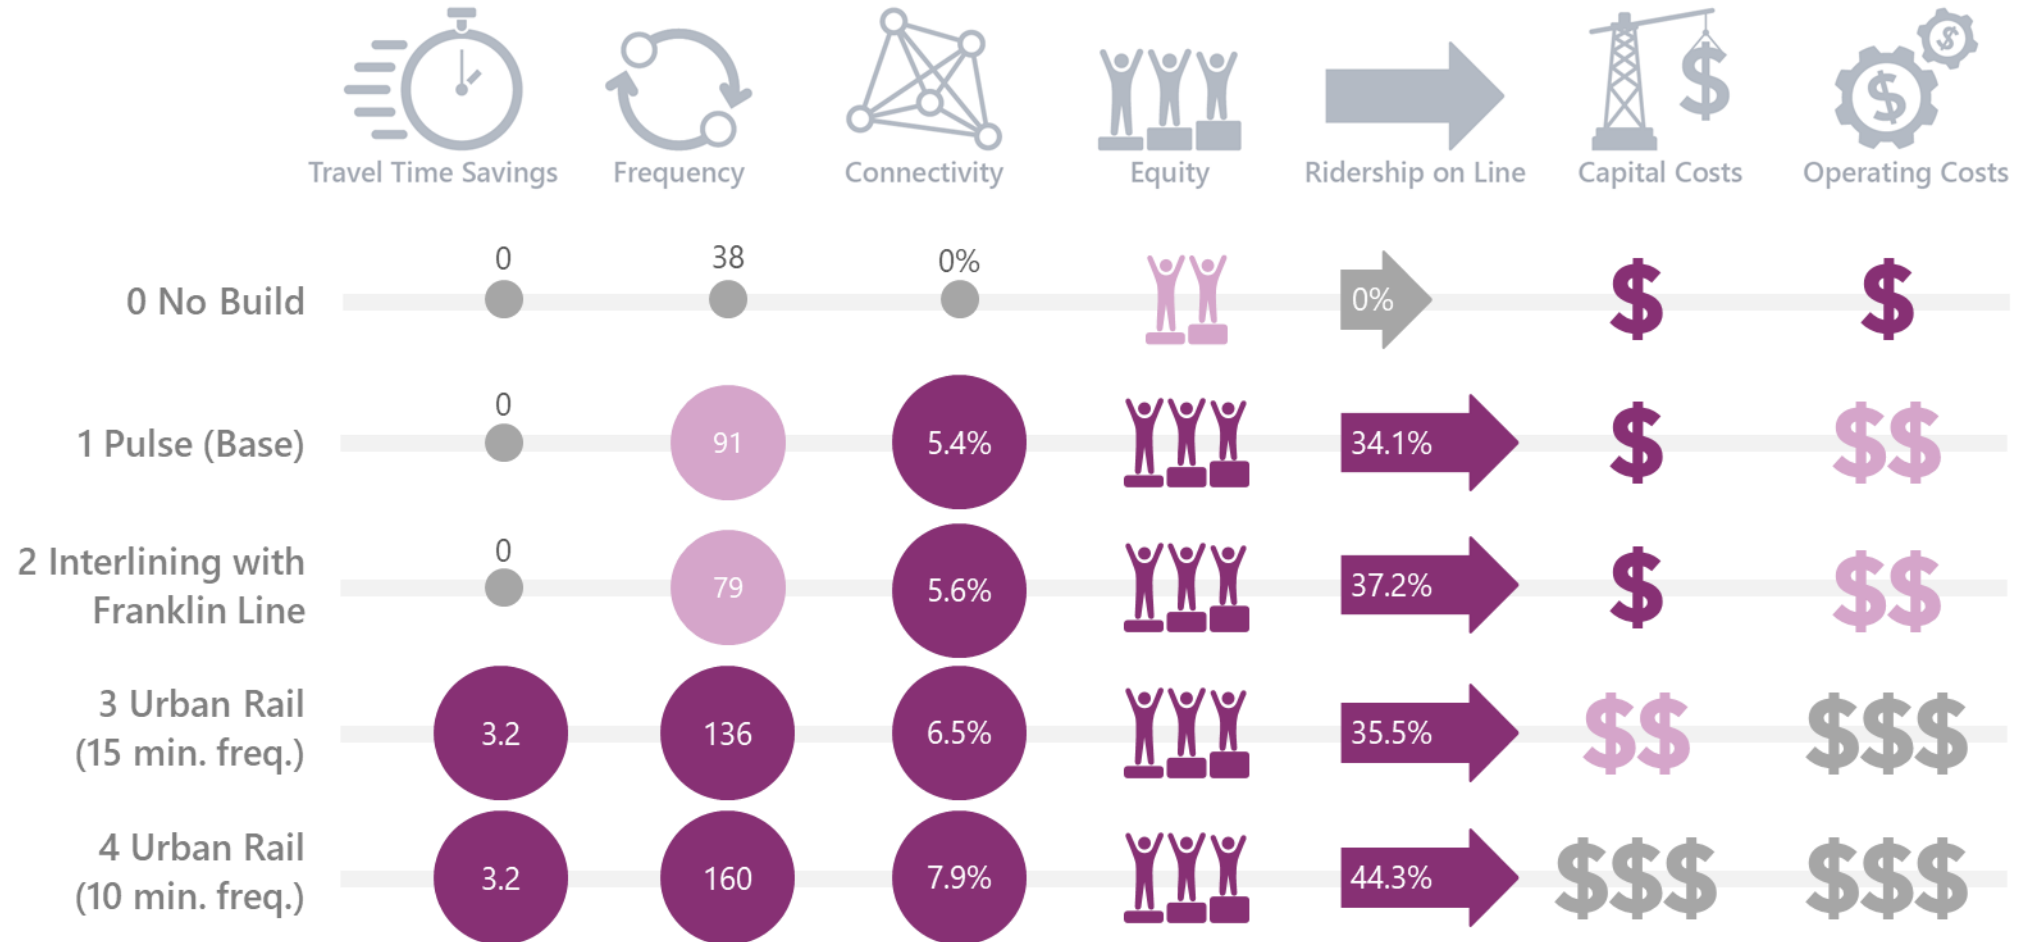 Travel Time Savings Frequency Connectivity Equity Ridership on Line Capital Costs Operating Costs
0 No Build 0 38 0% 0% $ $
1 Pulse (Base) 0 91 5.4% 34.1% $ $$
2 Interlining with
Franklin Line 0 79 5.6% 37.2% $ $$
3 Urban Rail
(15 min. freq.) 3.2 136 6.5% 35.5% $$ $$$
4 Urban Rail
(10 min. freq.) 3.2 160 7.9% 44.3% $$$ $$$